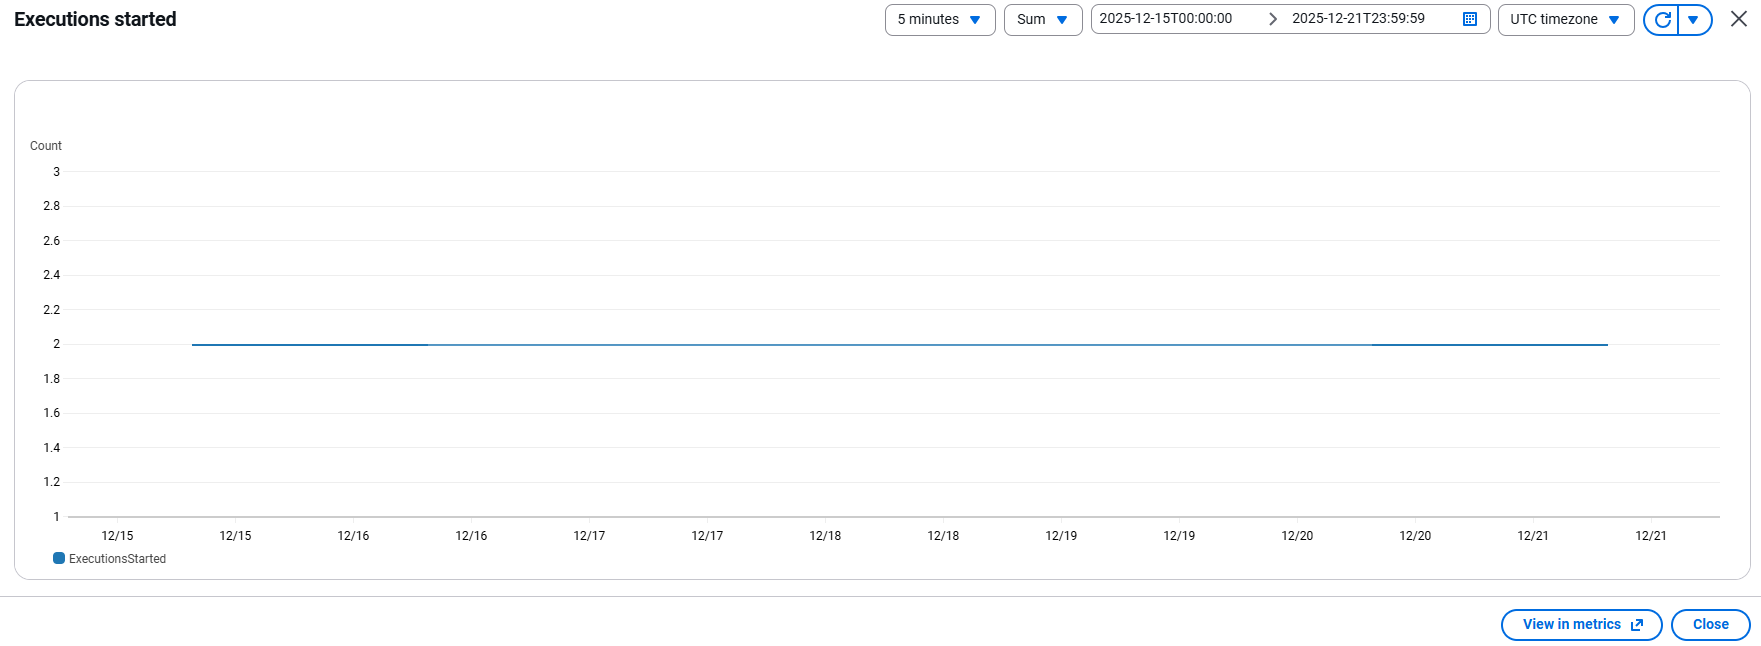 Executions started
5 minutes
Sum
2025-12-15T00:00:00
2025-12-21T23:59:59
UTC timezone
Count
3
2.8
2.6
2.4
2.2
2
1.8
1.6
1.4
1.2
1
12/15 12/15 12/16 12/16 12/17 12/17 12/18 12/18 12/19 12/19 12/20 12/20 12/21 12/21
ExecutionsStarted
View in metrics
Close